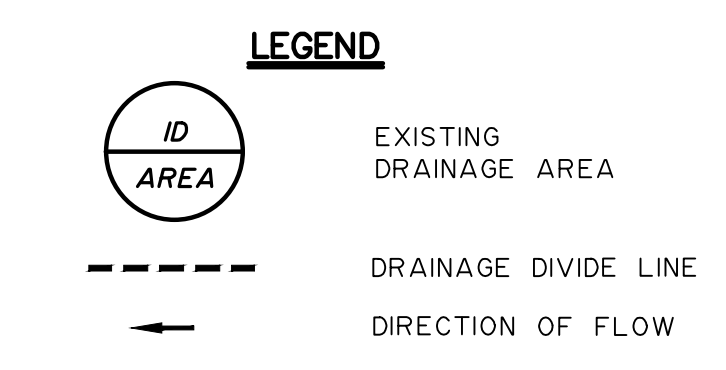 LEGEND
ID
AREA
EXISTING
DRAINAGE AREA
DRAINAGE DIVIDE LINE
DIRECTION OF FLOW